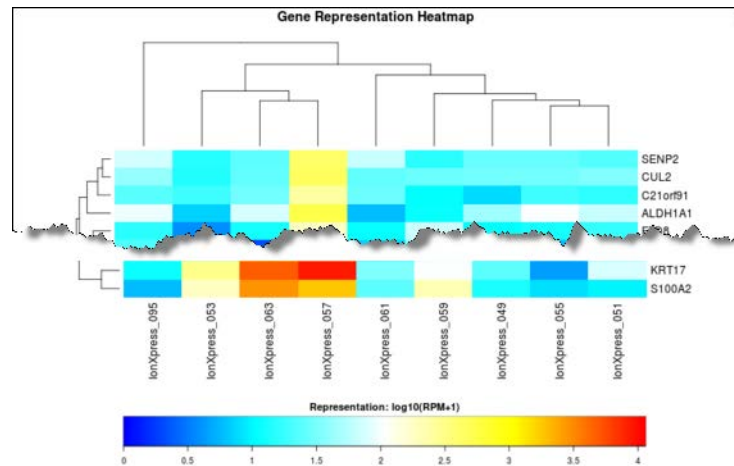 Gene Representation Heatmap
SENP2
CUL2
C21orf91
ALDH1A1
KRT17
S100A2
IonXpress_095
IonXpress_053
IonXpress_063
IonXpress_057
IonXpress_061
IonXpress_059
IonXpress_049
IonXpress_055
IonXpress_051
Representation: log10(RPM+1)
0 0.5 1 1.5 2 2.5 3 3.5 4